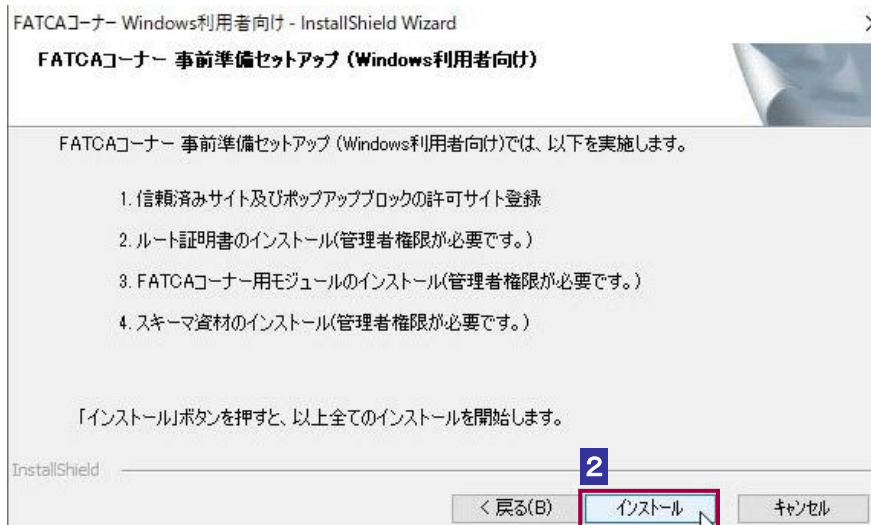 FATCAコーナー Windows利用者向け - InstallShield Wizard
FATCAコーナー 事前準備セットアップ (Windows利用者向け)
FATCAコーナー 事前準備セットアップ (Windows利用者向け)では、以下を実施します。
1. 信頼済みサイト及びポップアップブロックの許可サイト登録
2. ルート証明書のインストール(管理者権限が必要です。)
3. FATCAコーナー用モジュールのインストール(管理者権限が必要です。)
4. スキーマ資材のインストール(管理者権限が必要です。)
「インストール」ボタンを押すと、以上全てのインストールを開始します。
InstallShield
2
< 戻る(B) インストール キャンセル